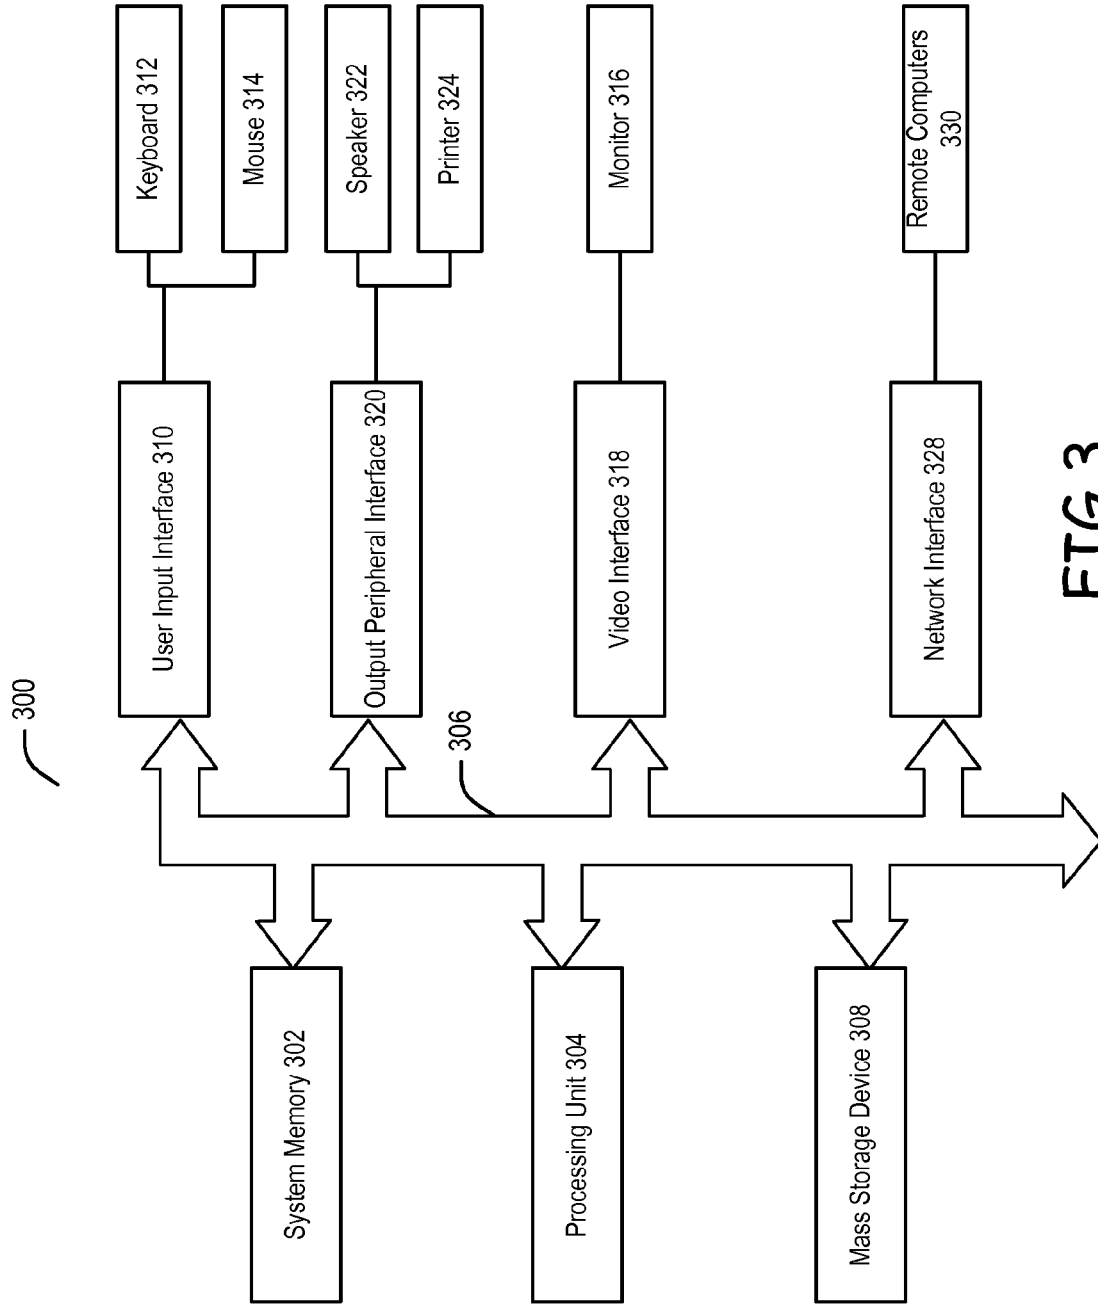 300
Keyboard 312
Mouse 314
Speaker 322
Printer 324
Monitor 316
Remote Computers
330
User Input Interface 310
Output Peripheral Interface 320
Video Interface 318
Network Interface 328
306
System Memory 302
Processing Unit 304
Mass Storage Device 308
FIG 3